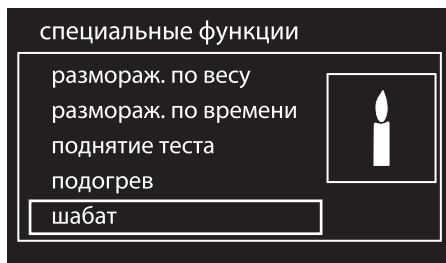 специальные функции
размораж. по весу
размораж. по времени
поднятие теста
подогрев
шабат